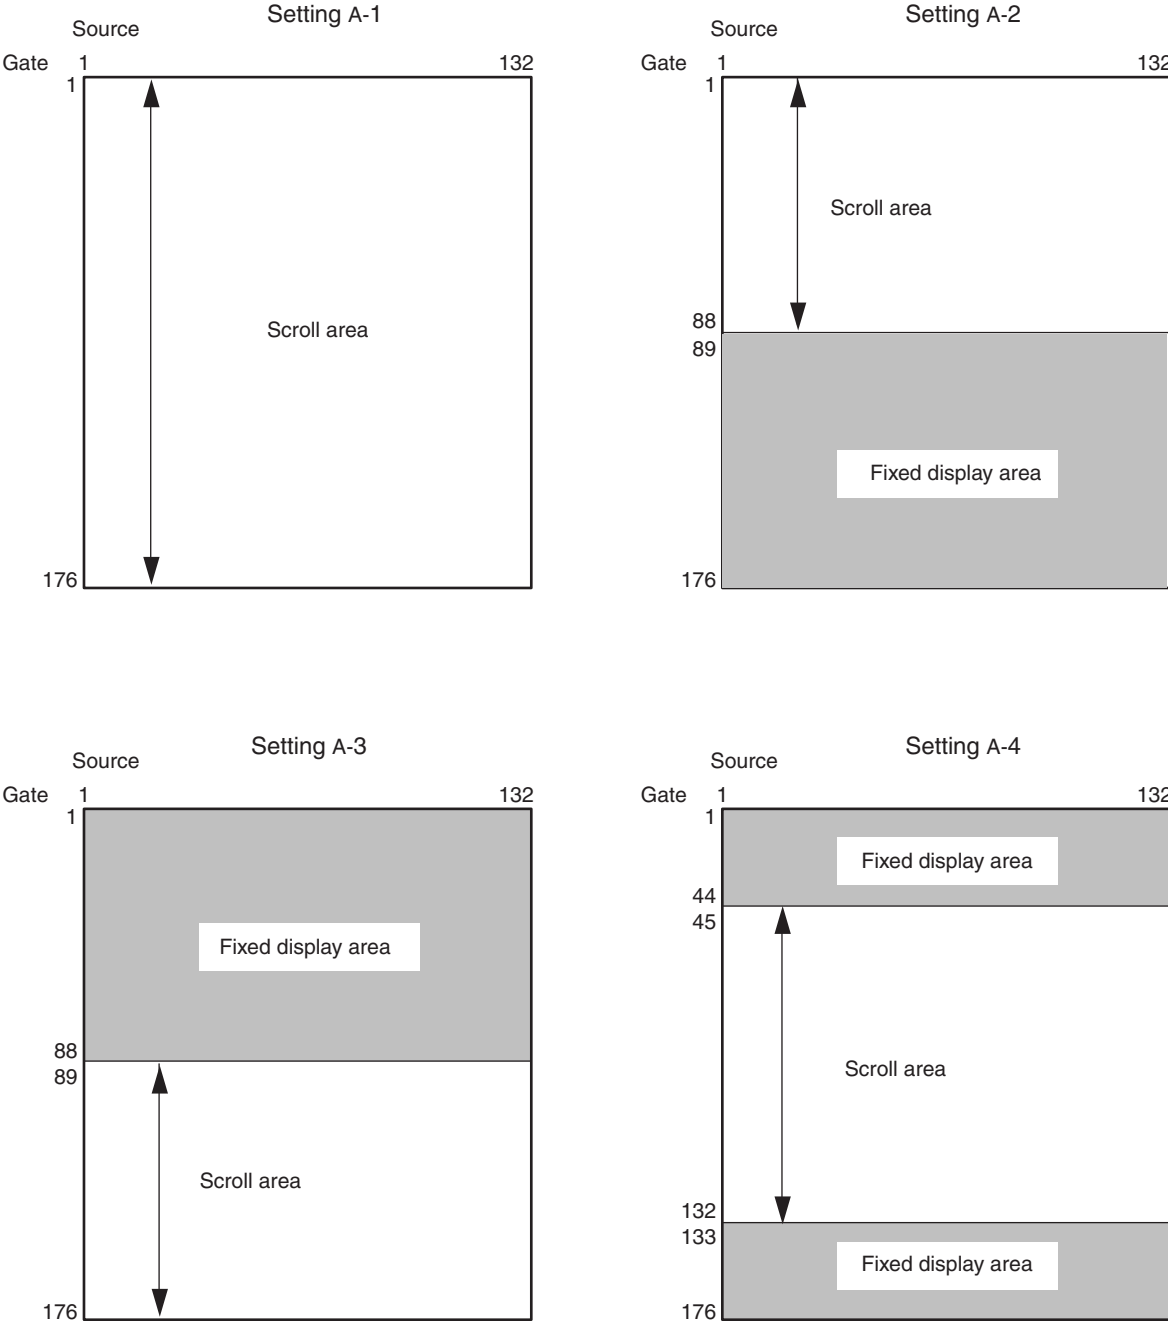 Setting A-1
Source
Gate 1 132
1
Scroll area
176
Setting A-2
Source
Gate 1 132
1
Scroll area
88
89
Fixed display area
176
Setting A-3
Source
Gate 1 132
1
Fixed display area
88
89
Scroll area
176
Setting A-4
Source
Gate 1 132
1
Fixed display area
44
45
Scroll area
132
133
Fixed display area
176